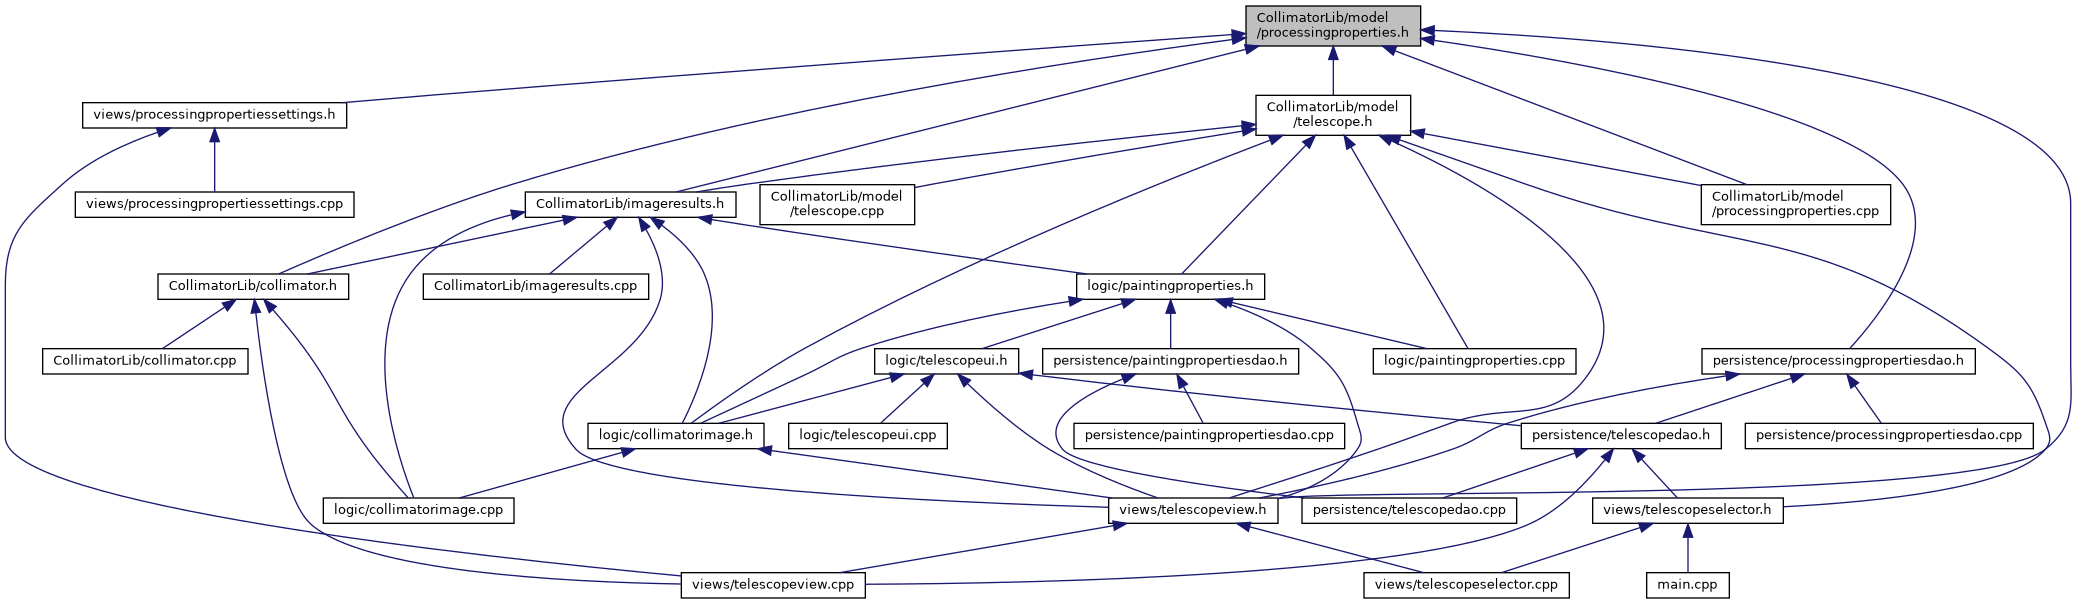 CollimatorLib/model
/processingproperties.h
views/processingpropertiessettings.h
CollimatorLib/model
/telescope.h
views/processingpropertiessettings.cpp
CollimatorLib/imageresults.h
CollimatorLib/model
/telescope.cpp
CollimatorLib/model
/processingproperties.cpp
CollimatorLib/collimator.h
CollimatorLib/imageresults.cpp
logic/paintingproperties.h
CollimatorLib/collimator.cpp
logic/telescopeui.h
persistence/paintingpropertiesdao.h
logic/paintingproperties.cpp
persistence/processingpropertiesdao.h
logic/collimatorimage.h
logic/telescopeui.cpp
persistence/paintingpropertiesdao.cpp
persistence/telescopedao.h
persistence/processingpropertiesdao.cpp
logic/collimatorimage.cpp
views/telescopeview.h
persistence/telescopedao.cpp
views/telescopeselector.h
views/telescopeview.cpp
views/telescopeselector.cpp
main.cpp